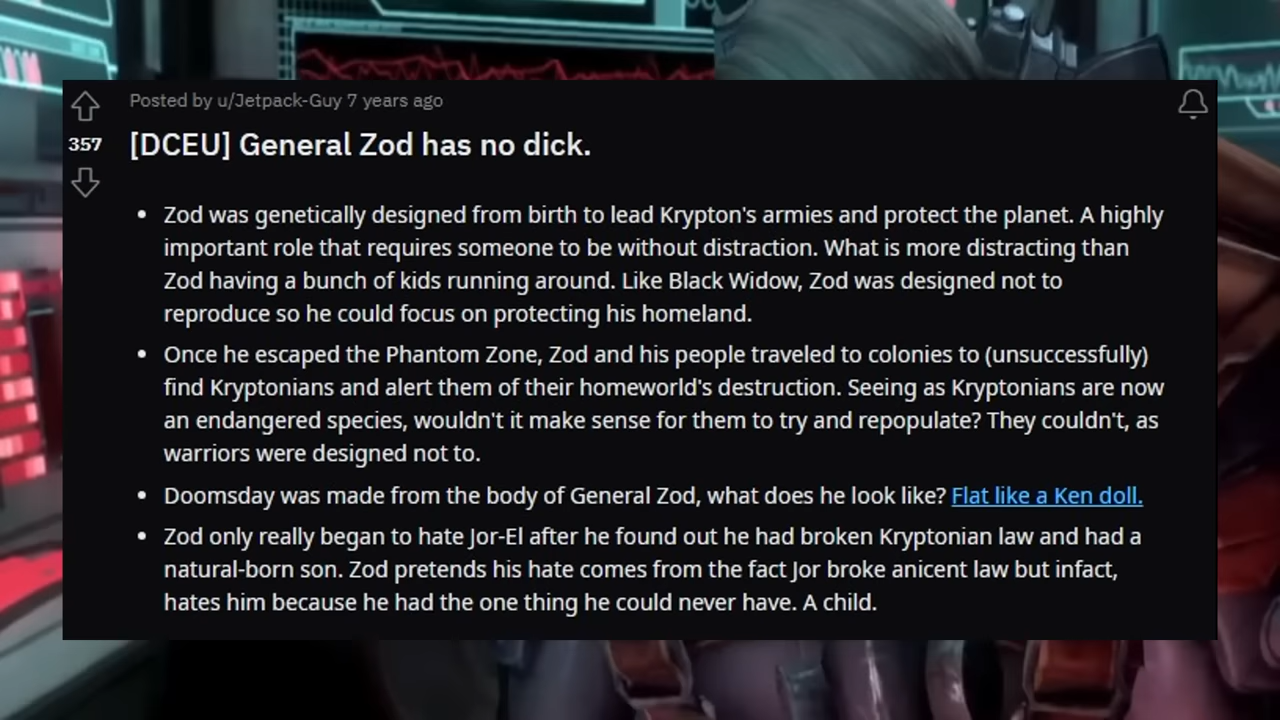 Posted by u/Jetpack-Guy 7 years ago
357
[DCEU] General Zod has no dick.
• Zod was genetically designed from birth to lead Krypton's armies and protect the planet. A highly
important role that requires someone to be without distraction. What is more distracting than
Zod having a bunch of kids running around. Like Black Widow, Zod was designed not to
reproduce so he could focus on protecting his homeland.
• Once he escaped the Phantom Zone, Zod and his people traveled to colonies to (unsuccessfully)
find Kryptonians and alert them of their homeworld's destruction. Seeing as Kryptonians are now
an endangered species, wouldn't it make sense for them to try and repopulate? They couldn't, as
warriors were designed not to.
• Doomsday was made from the body of General Zod, what does he look like? Flat like a Ken doll.
• Zod only really began to hate Jor-El after he found out he had broken Kryptonian law and had a
natural-born son. Zod pretends his hate comes from the fact Jor broke anicent law but infact,
hates him because he had the one thing he could never have. A child.